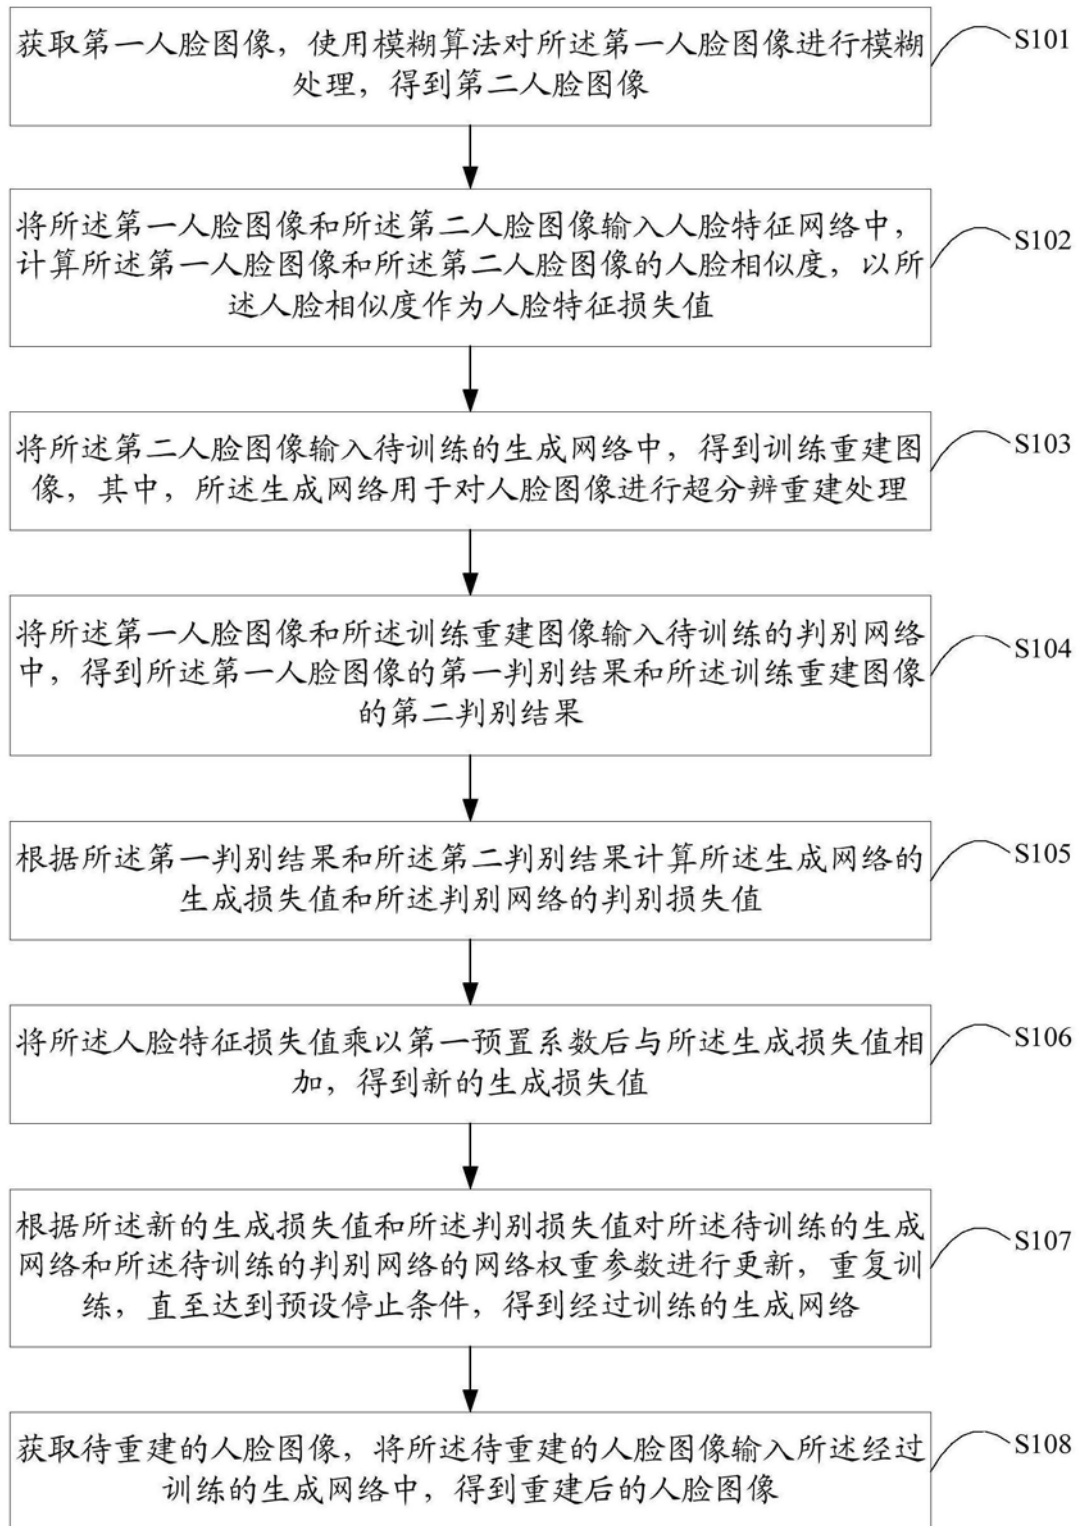 获取第一人脸图像，使用模糊算法对所述第一人脸图像进行模糊
处理，得到第二人脸图像
S101
将所述第一人脸图像和所述第二人脸图像输入人脸特征网络中，
计算所述第一人脸图像和所述第二人脸图像的人脸相似度，以所
述人脸相似度作为人脸特征损失值
S102
将所述第二人脸图像输入待训练的生成网络中，得到训练重建图
像，其中，所述生成网络用于对人脸图像进行超分辨重建处理
S103
将所述第一人脸图像和所述训练重建图像输入待训练的判别网络
中，得到所述第一人脸图像的第一判别结果和所述训练重建图像
的第二判别结果
S104
根据所述第一判别结果和所述第二判别结果计算所述生成网络的
生成损失值和所述判别网络的判别损失值
S105
将所述人脸特征损失值乘以第一预置系数后与所述生成损失值相
加，得到新的生成损失值
S106
根据所述新的生成损失值和所述判别损失值对所述待训练的生成
网络和所述待训练的判别网络的网络权重参数进行更新，重复训
练，直至达到预设停止条件，得到经过训练的生成网络
S107
获取待重建的人脸图像，将所述待重建的人脸图像输入所述经过
训练的生成网络中，得到重建后的人脸图像
S108